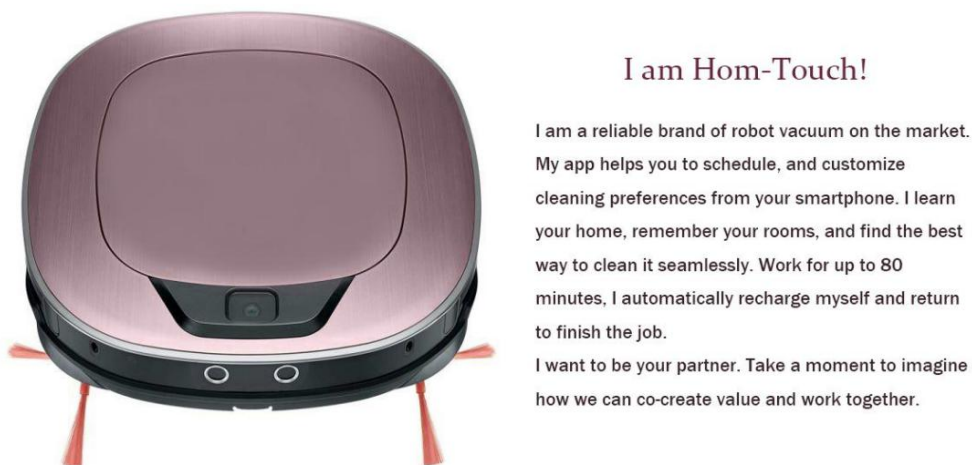 I am Hom-Touch!
I am a reliable brand of robot vacuum on the market.
My app helps you to schedule, and customize
cleaning preferences from your smartphone. I learn
your home, remember your rooms, and find the best
way to clean it seamlessly. Work for up to 80
minutes, I automatically recharge myself and return
to finish the job.
I want to be your partner. Take a moment to imagine
how we can co-create value and work together.